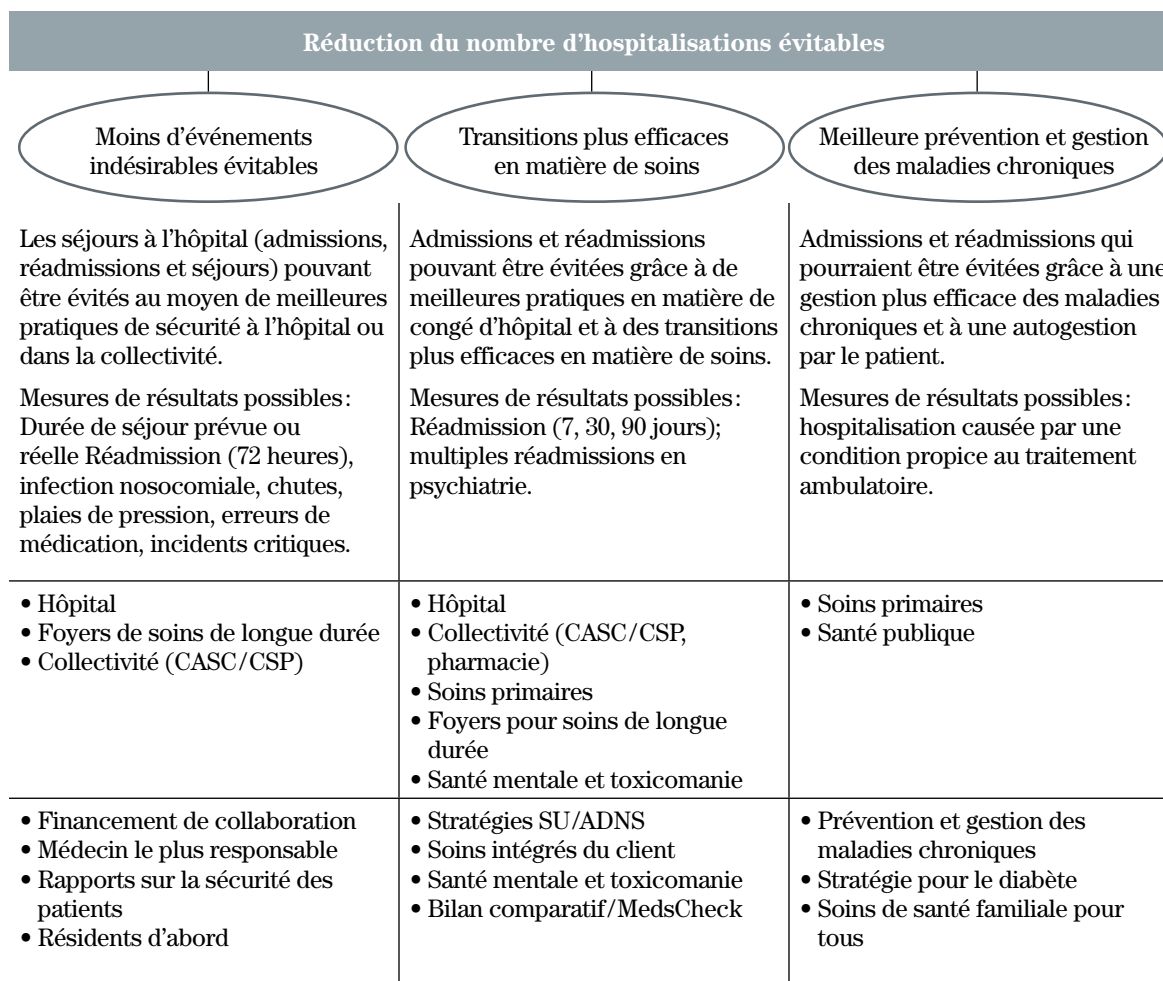 Réduction du nombre d'hospitalisations évitables
Moins d'événements
indésirables évitables
Transitions plus efficaces
en matière de soins
Meilleure prévention et gestion
des maladies chroniques
Les séjours à l'hôpital (admissions,
réadmissions et séjours) pouvant
être évités au moyen de meilleures
pratiques de sécurité à l'hôpital ou
dans la collectivité.
Mesures de résultats possibles:
Durée de séjour prévue ou
réelle Réadmission (72 heures),
infection nosocomiale, chutes,
plaies de pression, erreurs de
médication, incidents critiques.
Admissions et réadmissions
pouvant être évitées grâce à de
meilleures pratiques en matière de
congé d'hôpital et à des transitions
plus efficaces en matière de soins.
Mesures de résultats possibles:
Réadmission (7, 30, 90 jours);
multiples réadmissions en
psychiatrie.
Admissions et réadmissions qui
pourraient être évitées grâce à une
gestion plus efficace des maladies
chroniques et à une autogestion
par le patient.
Mesures de résultats possibles:
hospitalisation causée par une
condition propice au traitement
ambulatoire.
• Hôpital
• Foyers de soins de longue durée
• Collectivité (CASC/CSP)
• Hôpital
• Collectivité (CASC/CSP,
pharmacie)
• Soins primaires
• Foyers pour soins de longue
durée
• Santé mentale et toxicomanie
• Soins primaires
• Santé publique
• Financement de collaboration
• Médecin le plus responsable
• Rapports sur la sécurité des
patients
• Résidents d'abord
• Stratégies SU/ADNS
• Soins intégrés du client
• Santé mentale et toxicomanie
• Bilan comparatif/MedsCheck
• Prévention et gestion des
maladies chroniques
• Stratégie pour le diabète
• Soins de santé familiale pour
tous